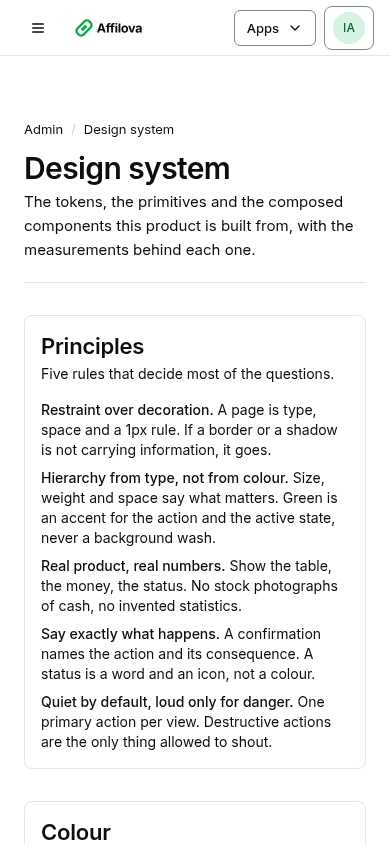 Affilova
Apps
IA
Admin / Design system
Design system
The tokens, the primitives and the composed
components this product is built from, with the
measurements behind each one.
Principles
Five rules that decide most of the questions.
Restraint over decoration. A page is type,
space and a 1px rule. If a border or a shadow
is not carrying information, it goes.
Hierarchy from type, not from colour. Size,
weight and space say what matters. Green is
an accent for the action and the active state,
never a background wash.
Real product, real numbers. Show the table,
the money, the status. No stock photographs
of cash, no invented statistics.
Say exactly what happens. A confirmation
names the action and its consequence. A
status is a word and an icon, not a colour.
Quiet by default, loud only for danger. One
primary action per view. Destructive actions
are the only thing allowed to shout.
Colour